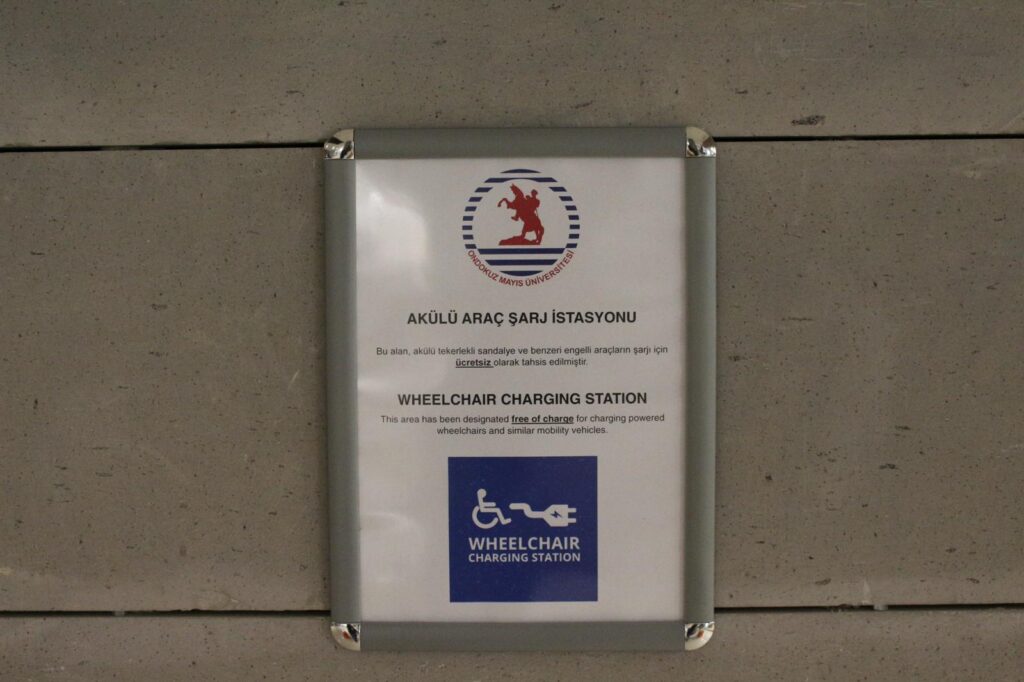 ONDOKUZ MAYIS ÜNİVERSİTESİ
AKÜLÜ ARAÇ ŞARJ İSTASYONU
Bu alan, akülü tekerlekli sandalye ve benzeri engelli araçların şarjı için
ücretsiz olarak tahsis edilmiştir.
WHEELCHAIR CHARGING STATION
This area has been designated free of charge for charging powered
wheelchairs and similar mobility vehicles.
WHEELCHAIR
CHARGING STATION